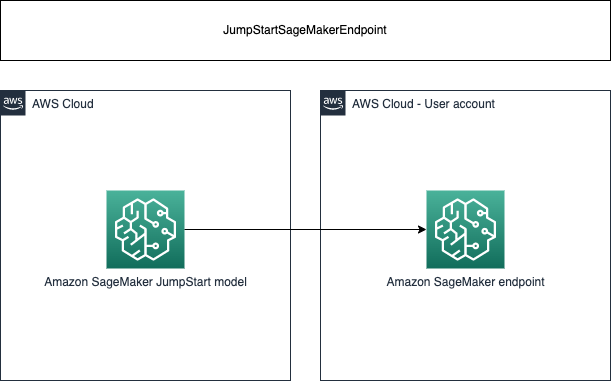 JumpStartSageMakerEndpoint
aws
AWS Cloud
aws
AWS Cloud - User account
Amazon SageMaker JumpStart model
Amazon SageMaker endpoint